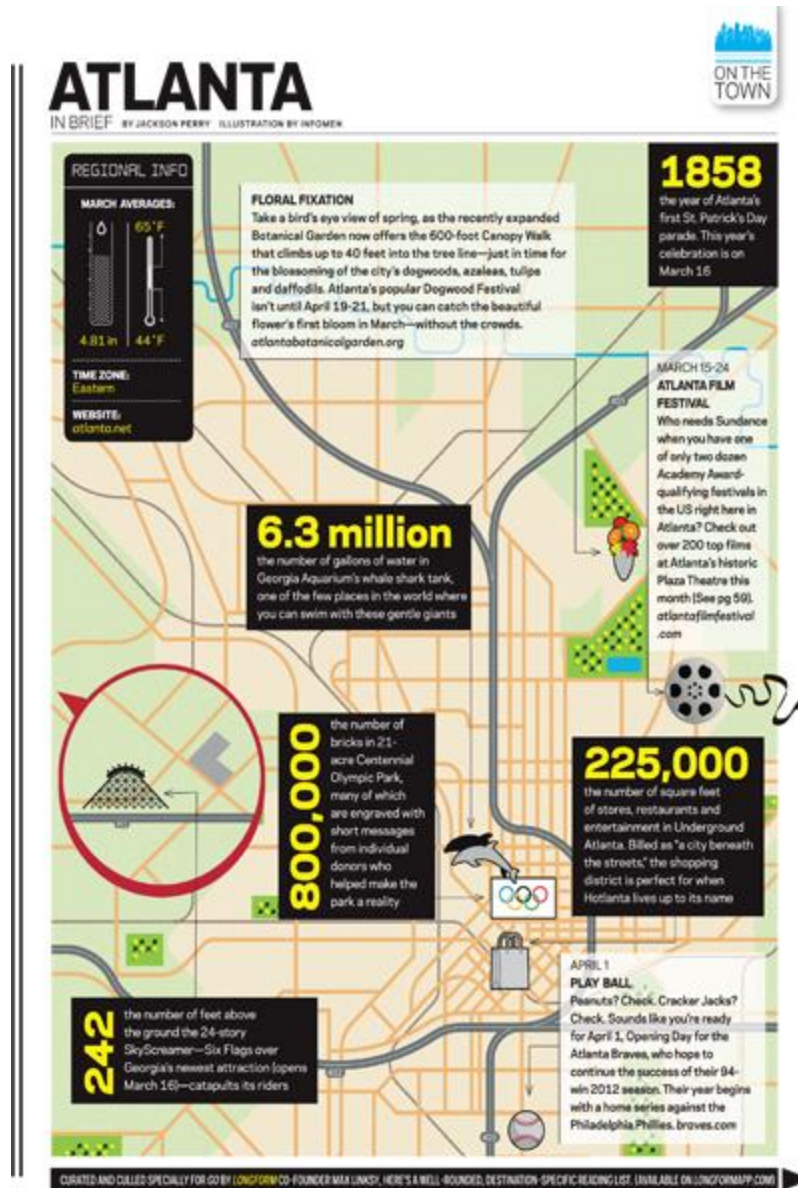 ON THE
TOWN
ATLANTA
IN BRIEF BY JACKSON PERRY ILLUSTRATION BY INFOMEN
REGIONAL INFO
MARCH AVERAGES:
65°F
4.81 in 44°F
TIME ZONE:
Eastern
WEBSITE:
atlanta.net
FLORAL FIXATION
Take a bird's eye view of spring, as the recently expanded
Botanical Garden now offers the 600-foot Canopy Walk
that climbs up to 40 feet into the tree line—just in time for
the blossoming of the city's dogwoods, azaleas, tulips
and daffodils. Atlanta's popular Dogwood Festival
isn't until April 19-21, but you can catch the beautiful
flower's first bloom in March—without the crowds.
atlantabotanicalgarden.org
1858
the year of Atlanta's
first St. Patrick's Day
parade. This year's
celebration is on
March 16
MARCH 15-24
ATLANTA FILM
FESTIVAL
Who needs Sundance
when you have one
of only two dozen
Academy Award-
qualifying festivals in
the US right here in
Atlanta? Check out
over 200 top films
at Atlanta's historic
Plaza Theatre this
month (See pg 59).
atlantafilmfestival
.com
6.3 million
the number of gallons of water in
Georgia Aquarium's whale shark tank,
one of the few places in the world where
you can swim with these gentle giants
800,000
the number of
bricks in 21-
acre Centennial
Olympic Park,
many of which
are engraved with
short messages
from individual
donors who
helped make the
park a reality
225,000
the number of square feet
of stores, restaurants and
entertainment in Underground
Atlanta. Billed as "a city beneath
the streets," the shopping
district is perfect for when
Hotlanta lives up to its name
242
the number of feet above
the ground the 24-story
SkyScreamer—Six Flags over
Georgia's newest attraction (opens
March 16)—catapults its riders
APRIL 1
PLAY BALL
Peanuts? Check. Cracker Jacks?
Check. Sounds like you're ready
for April 1, Opening Day for the
Atlanta Braves, who hope to
continue the success of their 94-
win 2012 season. Their year begins
with a home series against the
Philadelphia Phillies. braves.com
CURATED AND CULLED SPECIALLY FOR GO BY LONGFORM CO-FOUNDER MAX LINKSY, HERE'S A WELL-ROUNDED, DESTINATION-SPECIFIC READING LIST. (AVAILABLE ON LONGFORMAPP.COM)